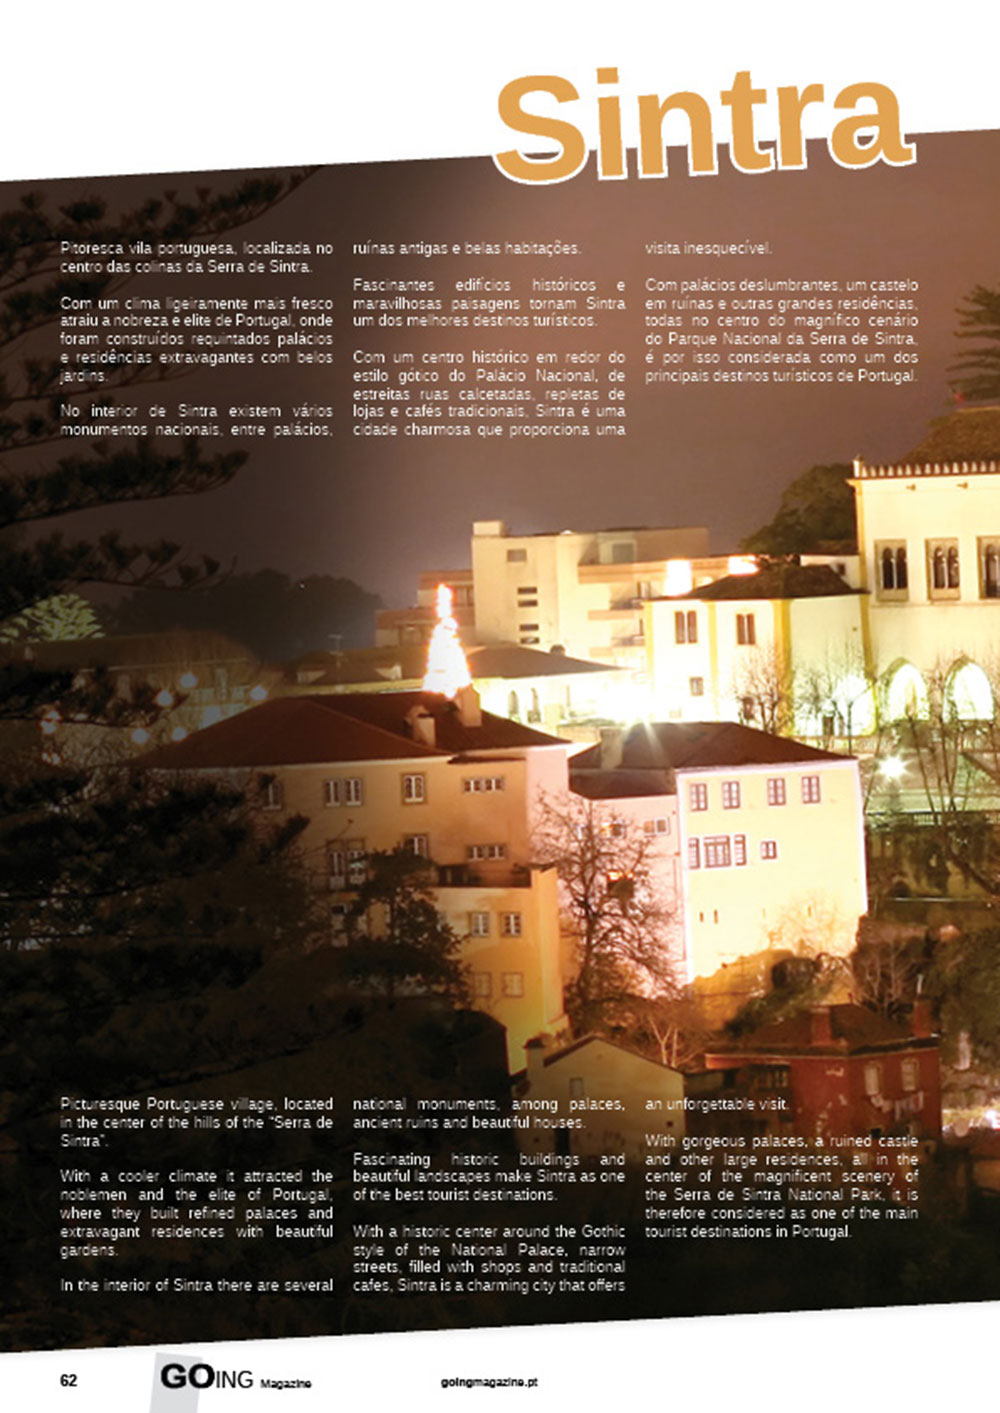 Sintra
Pitoresca vila portuguesa, localizada no
centro das colinas da Serra de Sintra.
Com um clima ligeiramente mais fresco
atraiu a nobreza e elite de Portugal, onde
foram construídos requintados palácios
e residências extravagantes com belos
jardins.
No interior de Sintra existem vários
monumentos nacionais, entre palácios,
ruínas antigas e belas habitações.
Fascinantes edifícios históricos e
maravilhosas paisagens tornam Sintra
um dos melhores destinos turísticos.
Com um centro histórico em redor do
estilo gótico do Palácio Nacional, de
estreitas ruas calcetadas, repletas de
lojas e cafés tradicionais, Sintra é uma
cidade charmosa que proporciona uma
visita inesquecível.
Com palácios deslumbrantes, um castelo
em ruínas e outras grandes residências,
todas no centro do magnífico cenário
do Parque Nacional da Serra de Sintra,
é por isso considerada como um dos
principais destinos turísticos de Portugal.
Picturesque Portuguese village, located
in the center of the hills of the "Serra de
Sintra".
With a cooler climate it attracted the
noblemen and the elite of Portugal,
where they built refined palaces and
extravagant residences with beautiful
gardens.
In the interior of Sintra there are several
national monuments, among palaces,
ancient ruins and beautiful houses.
Fascinating historic buildings and
beautiful landscapes make Sintra as one
of the best tourist destinations.
With a historic center around the Gothic
style of the National Palace, narrow
streets, filled with shops and traditional
cafes, Sintra is a charming city that offers
an unforgettable visit.
With gorgeous palaces, a ruined castle
and other large residences, all in the
center of the magnificent scenery of
the Serra de Sintra National Park, it is
therefore considered as one of the main
tourist destinations in Portugal.
62 GOING Magazine goingmagazine.pt